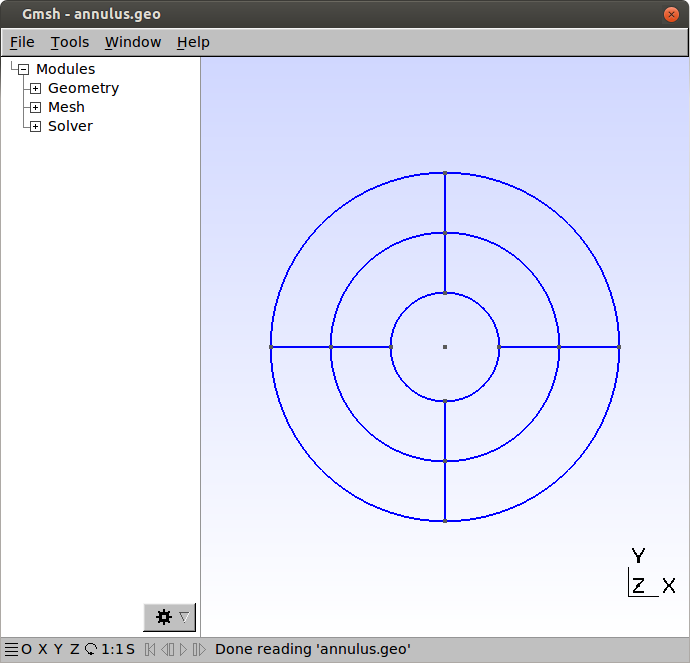 Gmsh - annulus.geo
File Tools Window Help
Modules
Geometry
Mesh
Solver
Y
Z X
O X Y Z 1:1 S Done reading 'annulus.geo'